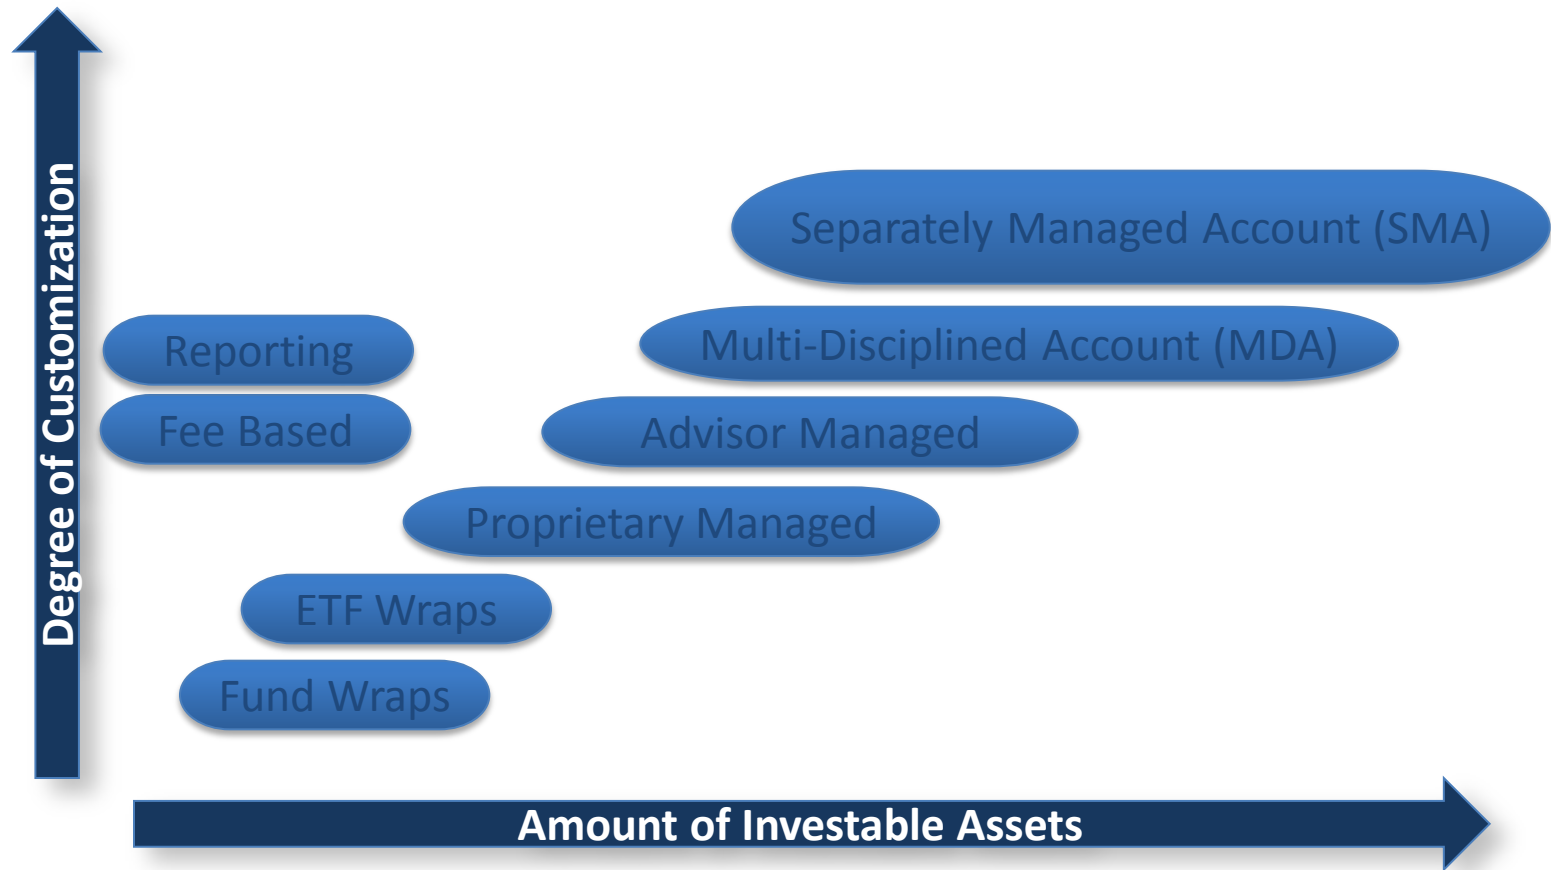 Degree of Customization
Separately Managed Account (SMA)
Multi-Disciplined Account (MDA)
Reporting
Fee Based
Advisor Managed
Proprietary Managed
ETF Wraps
Fund Wraps
Amount of Investable Assets